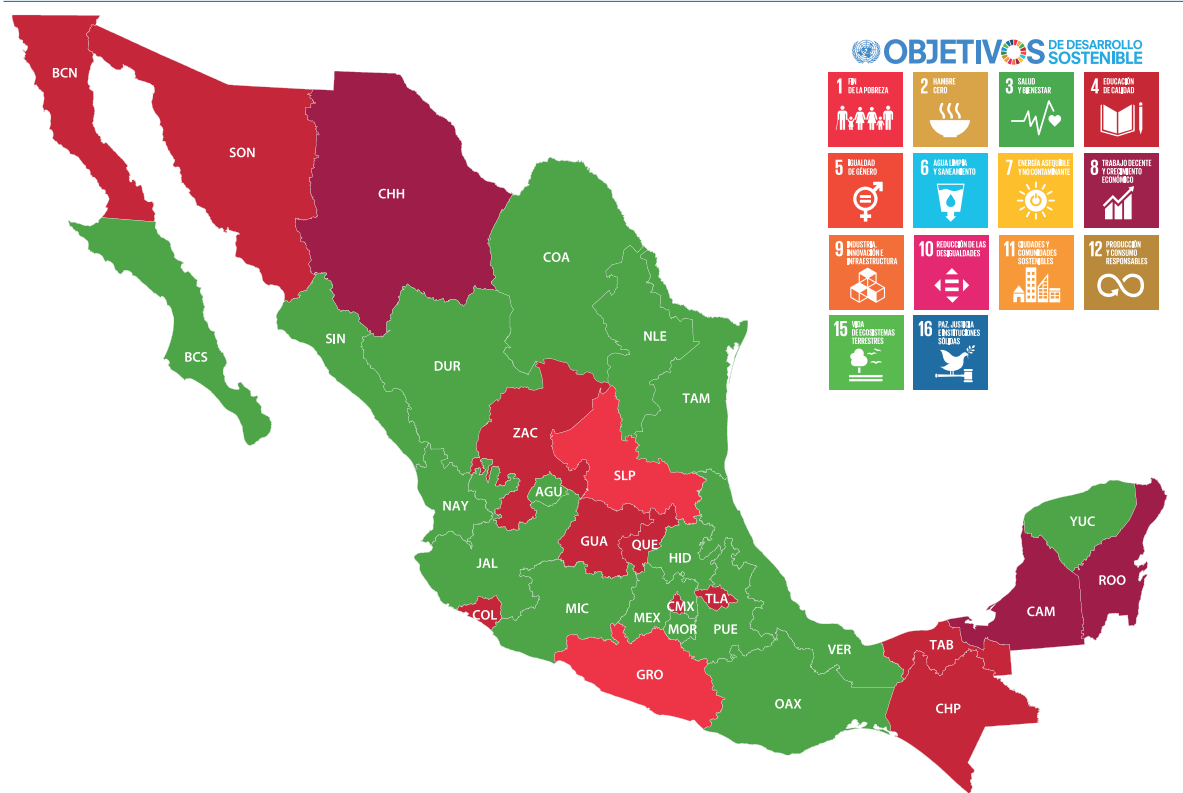 OBJETIVOS DE DESARROLLO
SOSTENIBLE
1 FIN
DE LA POBREZA
2 HAMBRE
CERO
3 SALUD
Y BIENESTAR
4 EDUCACIÓN
DE CALIDAD
5 IGUALDAD
DE GÉNERO
6 AGUA LIMPIA
Y SANEAMIENTO
7 ENERGÍA ASEQUIBLE
Y NO CONTAMINANTE
8 TRABAJO DECENTE
Y CRECIMIENTO
ECONÓMICO
9 INDUSTRIA,
INNOVACIÓN E
INFRAESTRUCTURA
10 REDUCCIÓN DE LAS
DESIGUALDADES
11 CIUDADES Y
COMUNIDADES
SOSTENIBLES
12 PRODUCCIÓN
Y CONSUMO
RESPONSABLES
15 VIDA
DE ECOSISTEMAS
TERRESTRES
16 PAZ, JUSTICIA
E INSTITUCIONES
SÓLIDAS
BCN
SON
CHH
COA
BCS
SIN
DUR
NLE
TAM
ZAC
SLP
AGU
NAY
GUA
QUE
HID
JAL
COL
MIC
MEX
CMX
TLA
MOR
PUE
GRO
VER
OAX
YUC
ROO
CAM
TAB
CHP